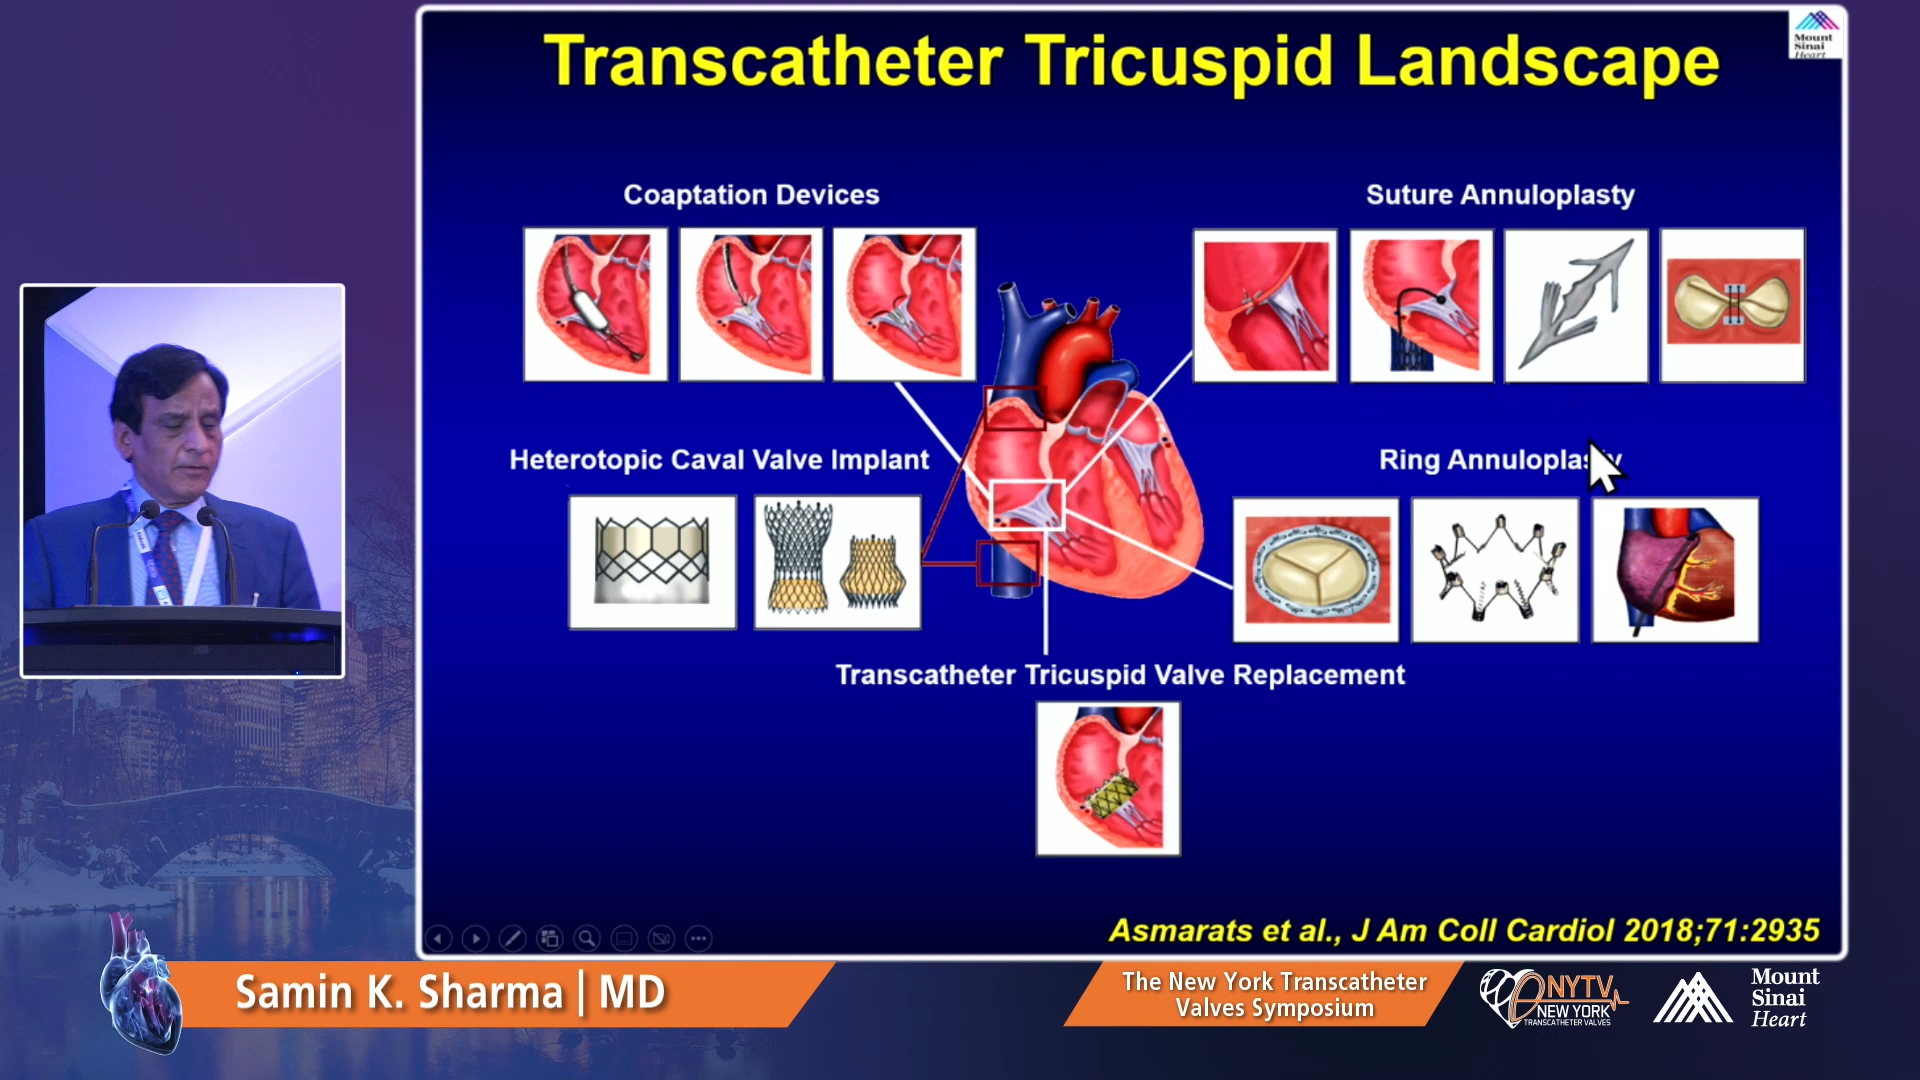 Transcatheter Tricuspid Landscape
Mount
Sinai
Heart
Coaptation Devices
Suture Annuloplasty
Heterotopic Caval Valve Implant
Ring Annuloplasty
Transcatheter Tricuspid Valve Replacement
Asmarats et al., J Am Coll Cardiol 2018;71:2935
Samin K. Sharma | MD
The New York Transcatheter
Valves Symposium
NYTV
NEW YORK
TRANSCATHETER VALVES
Mount
Sinai
Heart